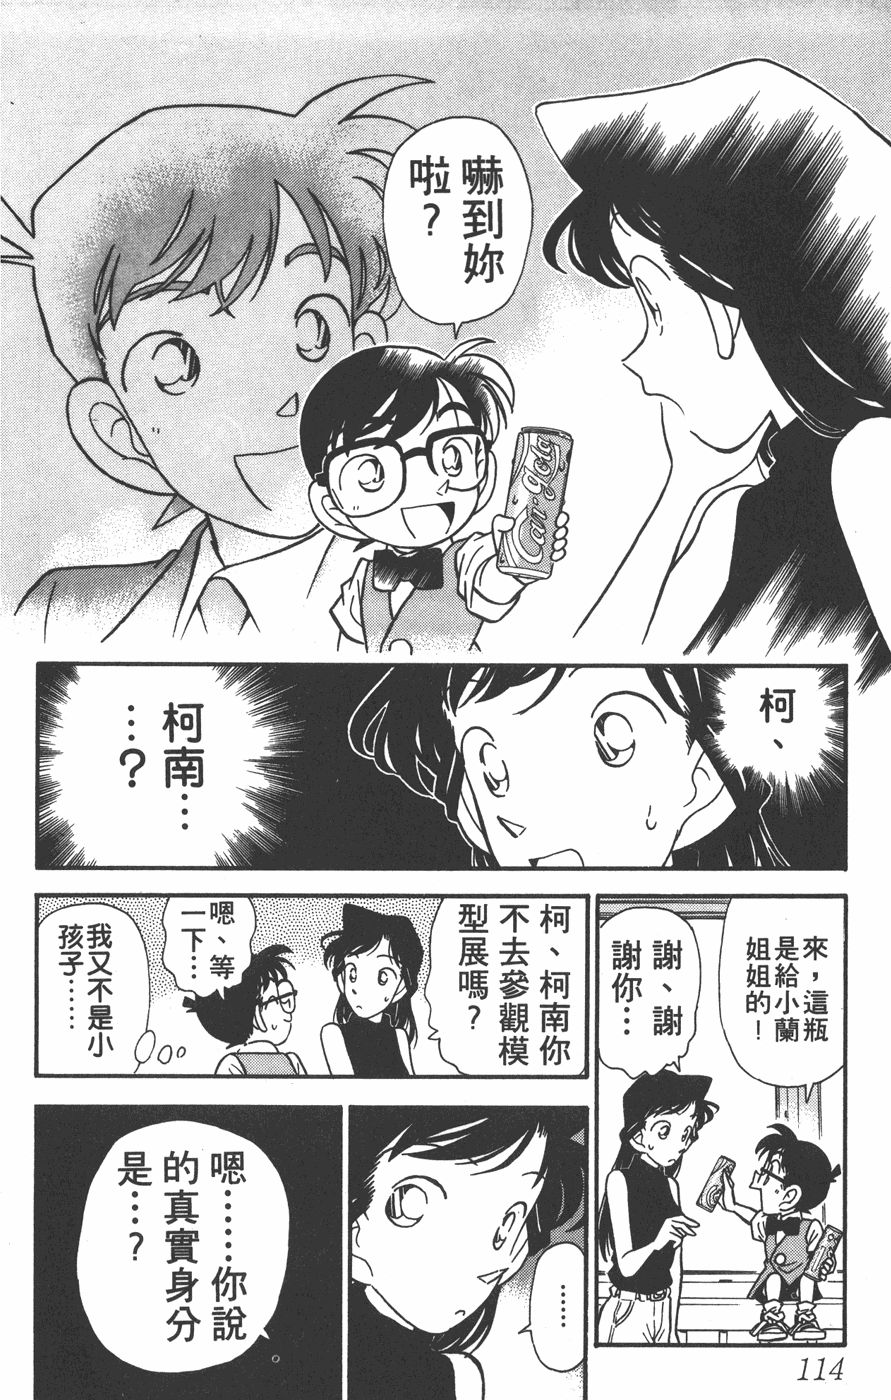 嚇到妳
啦？
Can-Cola
柯、
柯南…
…？
來，這瓶
是給小蘭
姐姐的！
謝、謝
謝你…
柯、柯南你
不去參觀模
型展嗎？
嗯、等
一下…
我又不是小
孩子……
……
嗯……你說
的真實身分
是…？
114